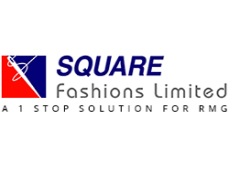 SQUARE
Fashions Limited
A 1 STOP SOLUTION FOR RMG